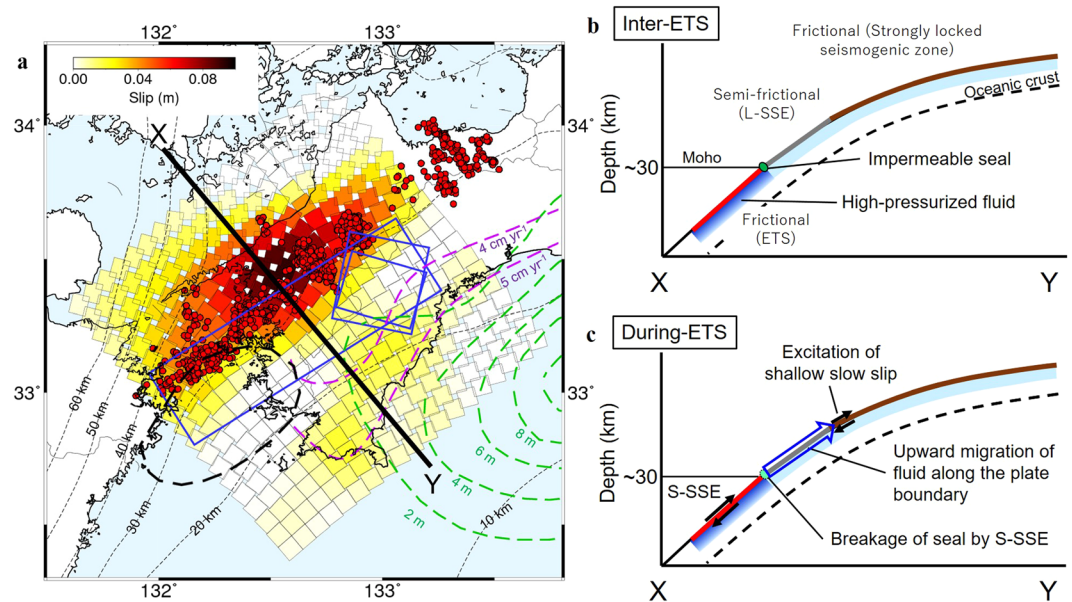 a
132°
133°
0.00
0.04
0.08
Slip (m)
34°
33°
X
Y
4 cm yr⁻¹
5 cm yr⁻¹
60 km
50 km
40 km
30 km
20 km
10 km
8 m
6 m
4 m
2 m
132°
133°
b
Inter-ETS
Frictional (Strongly locked
seismogenic zone)
Oceanic crust
Semi-frictional
(L-SSE)
Depth (km)
~30
Moho
Impermeable seal
High-pressurized fluid
Frictional
(ETS)
X
Y
c
During-ETS
Excitation of
shallow slow slip
Depth (km)
~30
S-SSE
Upward migration of
fluid along the plate
boundary
Breakage of seal by S-SSE
X
Y